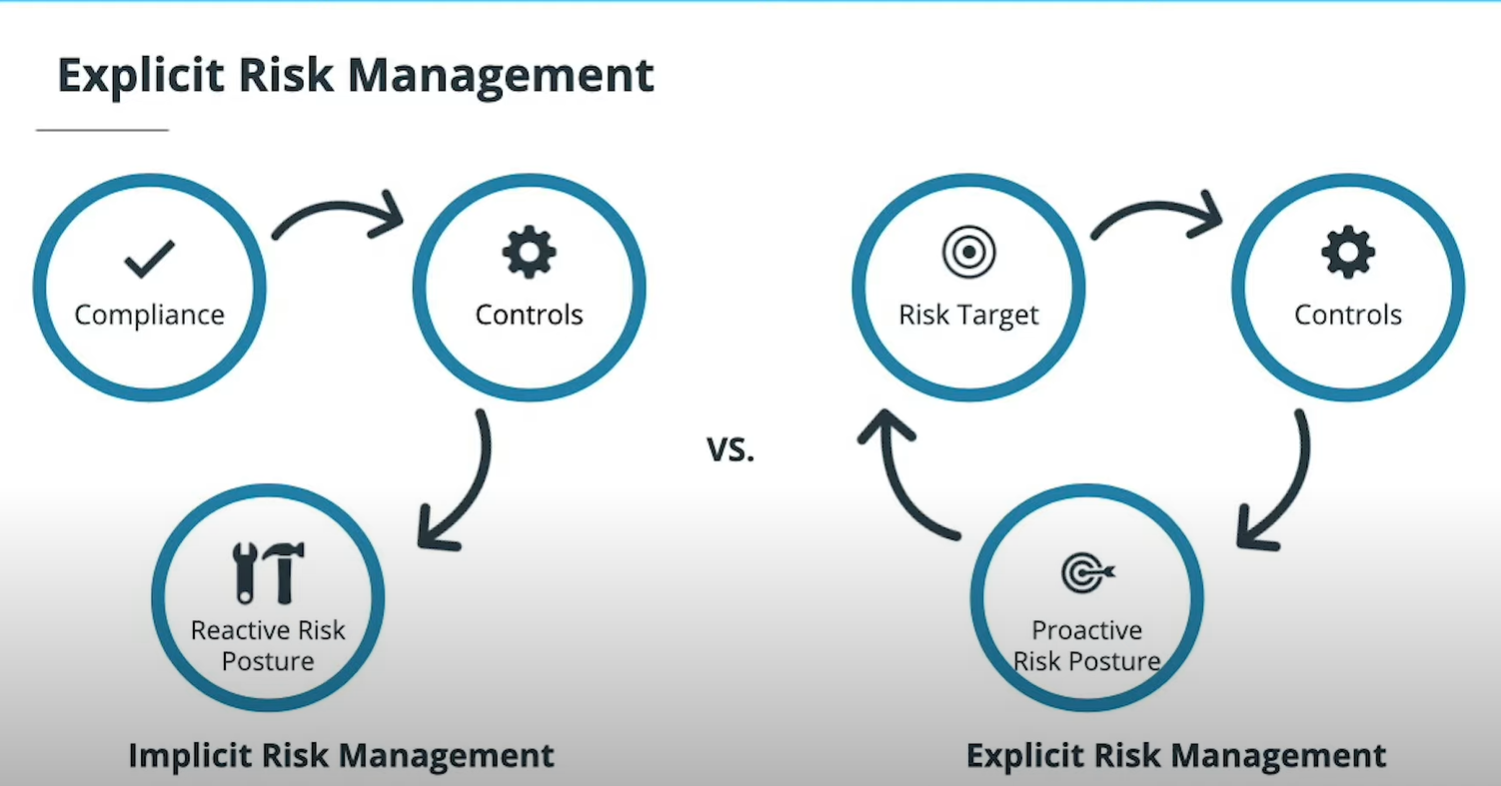 Explicit Risk Management
Compliance
Controls
Reactive Risk
Posture
Implicit Risk Management
vs.
Risk Target
Controls
Proactive
Risk Posture
Explicit Risk Management